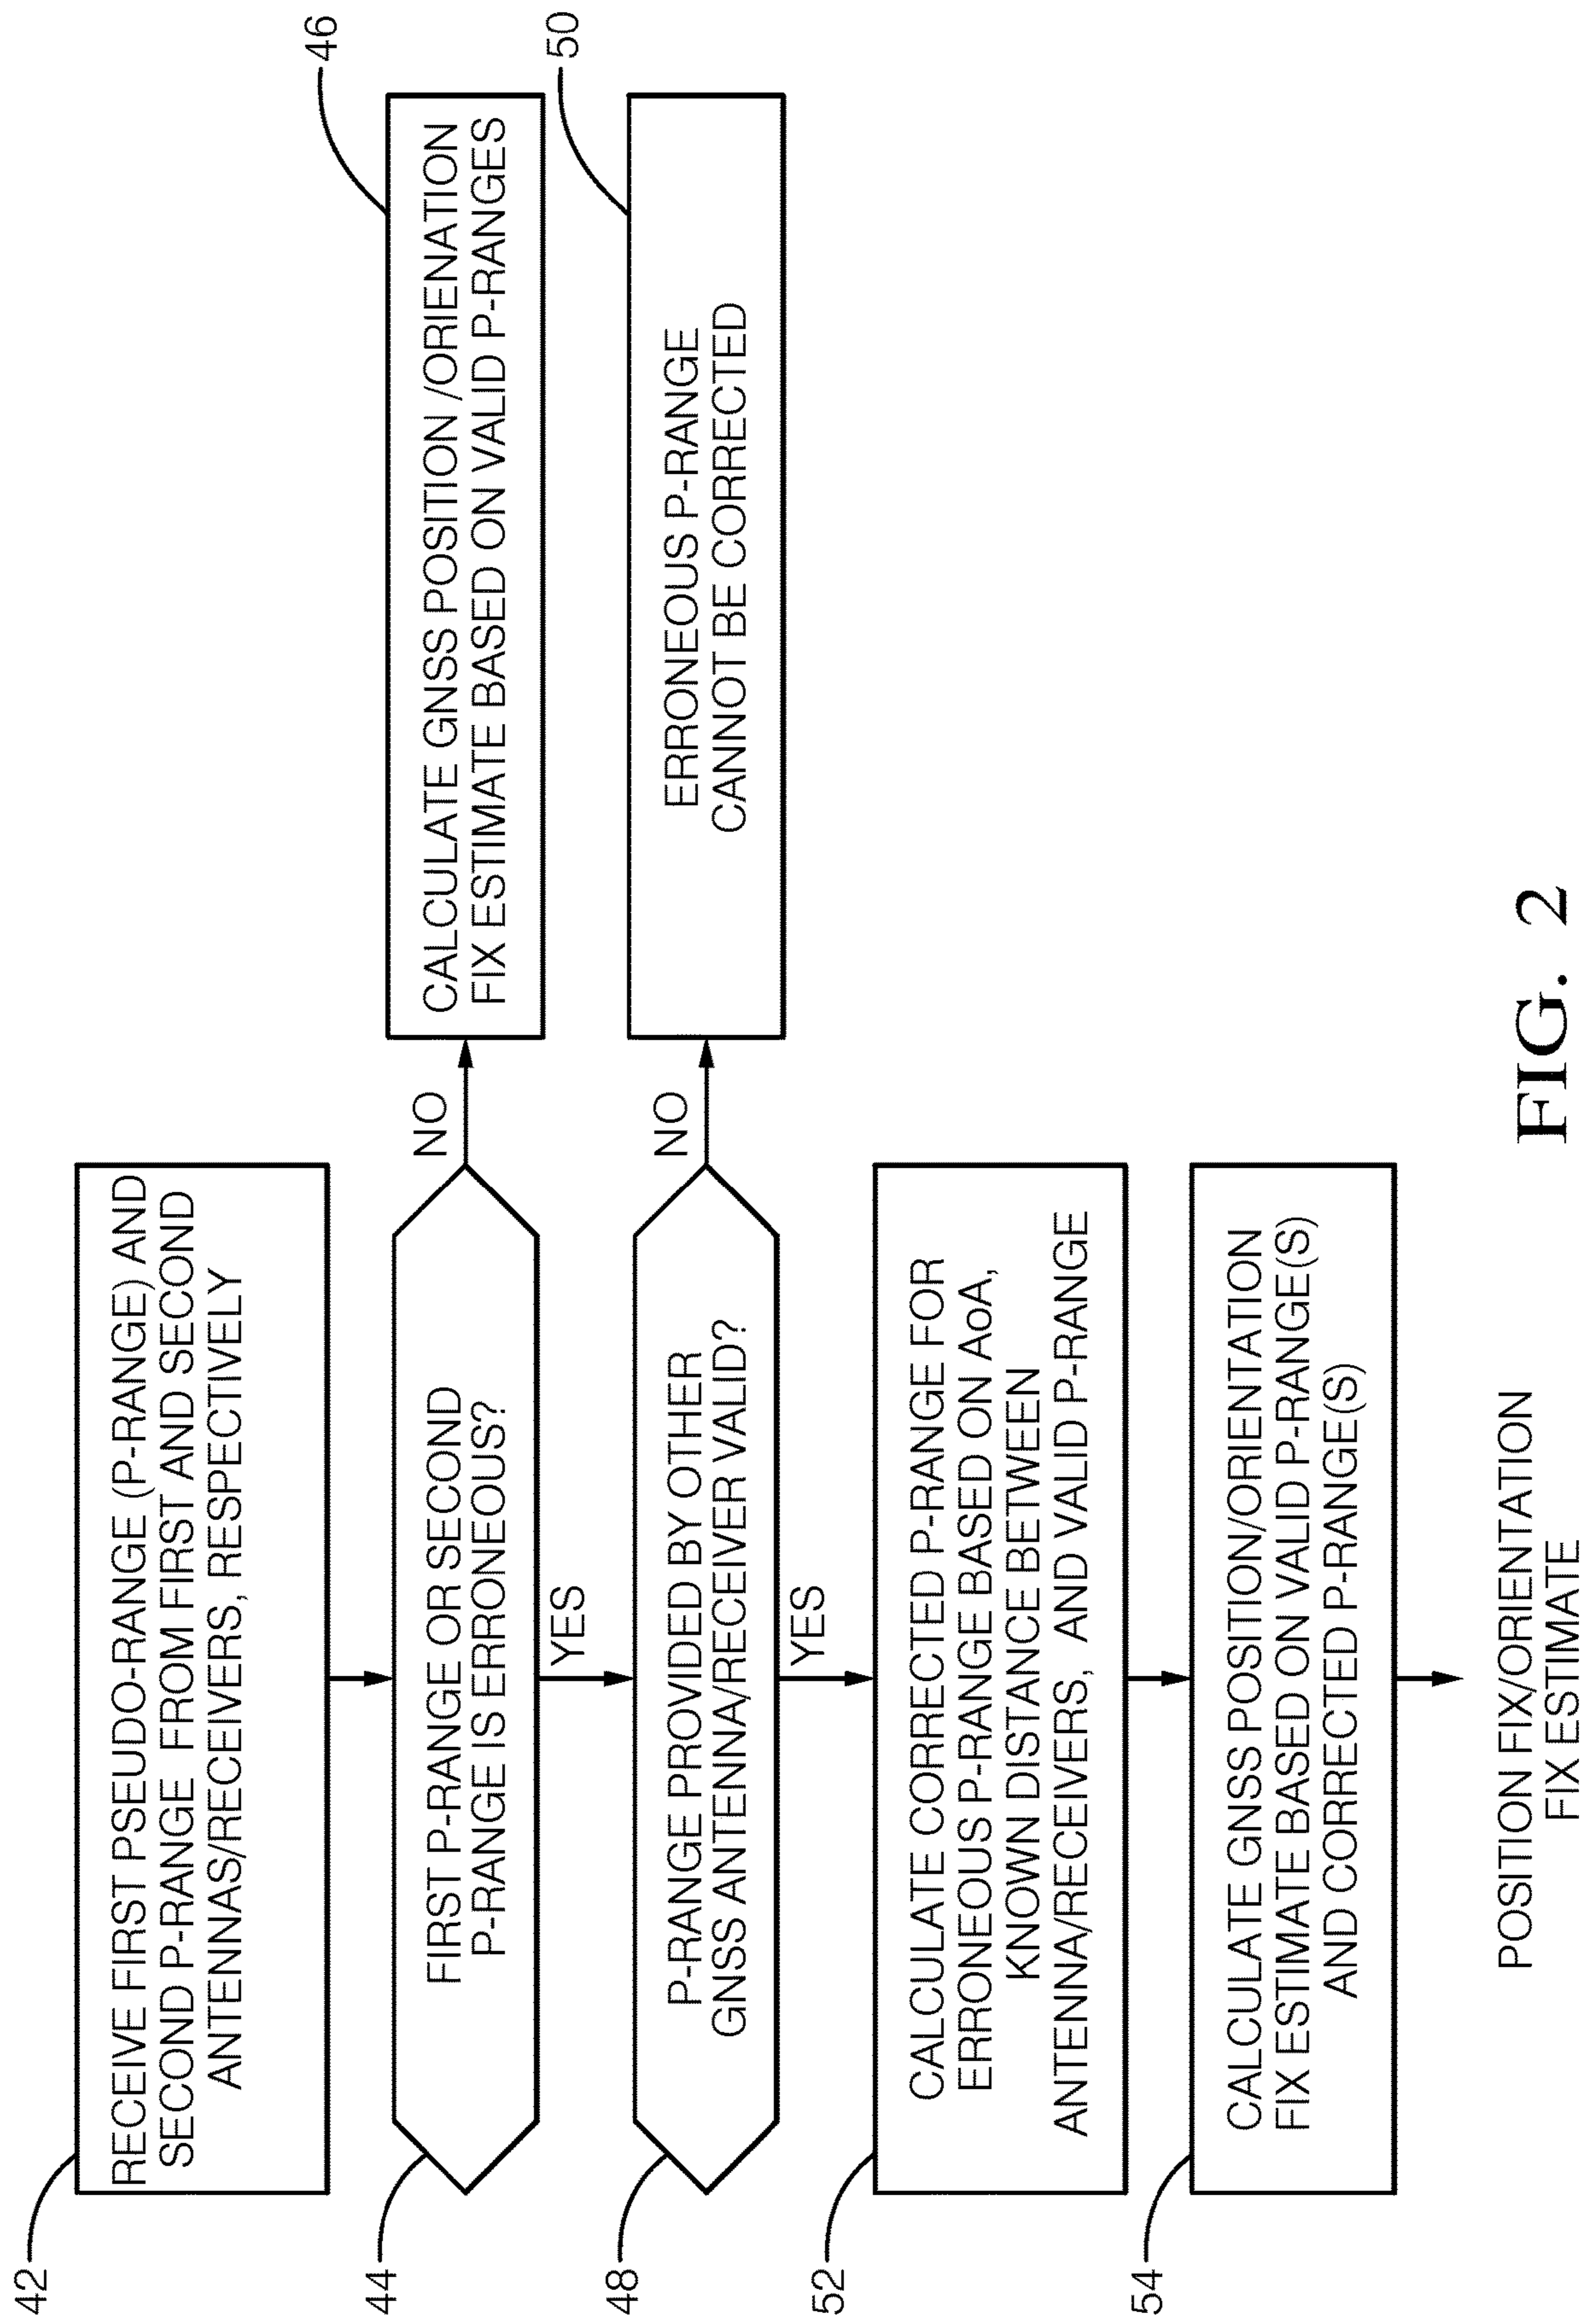 42
RECEIVE FIRST PSEUDO-RANGE (P-RANGE) AND
SECOND P-RANGE FROM FIRST AND SECOND
ANTENNAS/RECEIVERS, RESPECTIVELY
44
FIRST P-RANGE OR SECOND
P-RANGE IS ERRONEOUS?
NO
46
CALCULATE GNSS POSITION /ORIENATION
FIX ESTIMATE BASED ON VALID P-RANGES
YES
48
P-RANGE PROVIDED BY OTHER
GNSS ANTENNA/RECEIVER VALID?
NO
50
ERRONEOUS P-RANGE
CANNOT BE CORRECTED
YES
52
CALCULATE CORRECTED P-RANGE FOR
ERRONEOUS P-RANGE BASED ON AoA,
KNOWN DISTANCE BETWEEN
ANTENNA/RECEIVERS, AND VALID P-RANGE
54
CALCULATE GNSS POSITION/ORIENTATION
FIX ESTIMATE BASED ON VALID P-RANGE(S)
AND CORRECTED P-RANGE(S)
POSITION FIX/ORIENTATION
FIX ESTIMATE
FIG. 2